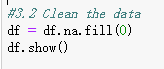 #3.2 Clean the data
df = df.na.fill(0)
df.show()